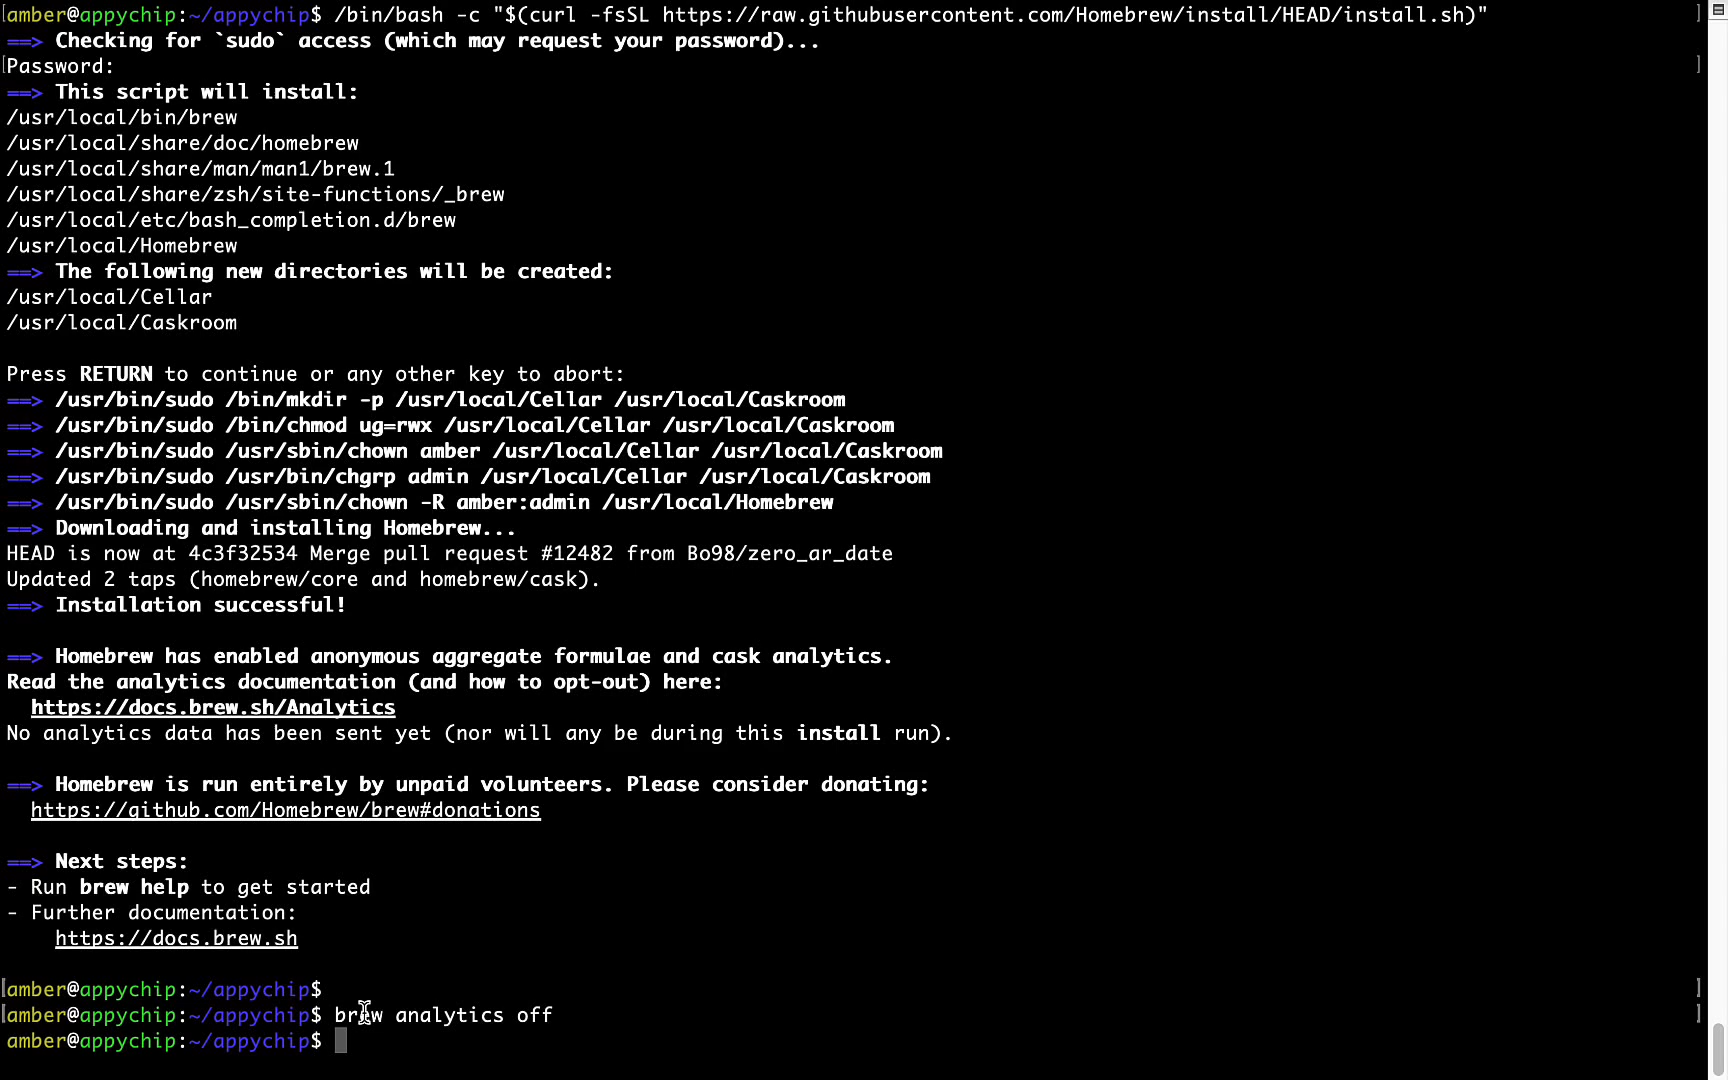 amber@appychip:~/appychip$ /bin/bash -c "$(curl -fsSL https://raw.githubusercontent.com/Homebrew/install/HEAD/install.sh)"
==> Checking for `sudo` access (which may request your password)...
Password:
==> This script will install:
/usr/local/bin/brew
/usr/local/share/doc/homebrew
/usr/local/share/man/man1/brew.1
/usr/local/share/zsh/site-functions/_brew
/usr/local/etc/bash_completion.d/brew
/usr/local/Homebrew
==> The following new directories will be created:
/usr/local/Cellar
/usr/local/Caskroom
Press RETURN to continue or any other key to abort:
==> /usr/bin/sudo /bin/mkdir -p /usr/local/Cellar /usr/local/Caskroom
==> /usr/bin/sudo /bin/chmod ug=rwx /usr/local/Cellar /usr/local/Caskroom
==> /usr/bin/sudo /usr/sbin/chown amber /usr/local/Cellar /usr/local/Caskroom
==> /usr/bin/sudo /usr/bin/chgrp admin /usr/local/Cellar /usr/local/Caskroom
==> /usr/bin/sudo /usr/sbin/chown -R amber:admin /usr/local/Homebrew
==> Downloading and installing Homebrew...
HEAD is now at 4c3f32534 Merge pull request #12482 from Bo98/zero_ar_date
Updated 2 taps (homebrew/core and homebrew/cask).
==> Installation successful!
==> Homebrew has enabled anonymous aggregate formulae and cask analytics.
Read the analytics documentation (and how to opt-out) here:
https://docs.brew.sh/Analytics
No analytics data has been sent yet (nor will any be during this install run).
==> Homebrew is run entirely by unpaid volunteers. Please consider donating:
https://github.com/Homebrew/brew#donations
==> Next steps:
- Run brew help to get started
- Further documentation:
https://docs.brew.sh
amber@appychip:~/appychip$
amber@appychip:~/appychip$ brew analytics off
amber@appychip:~/appychip$